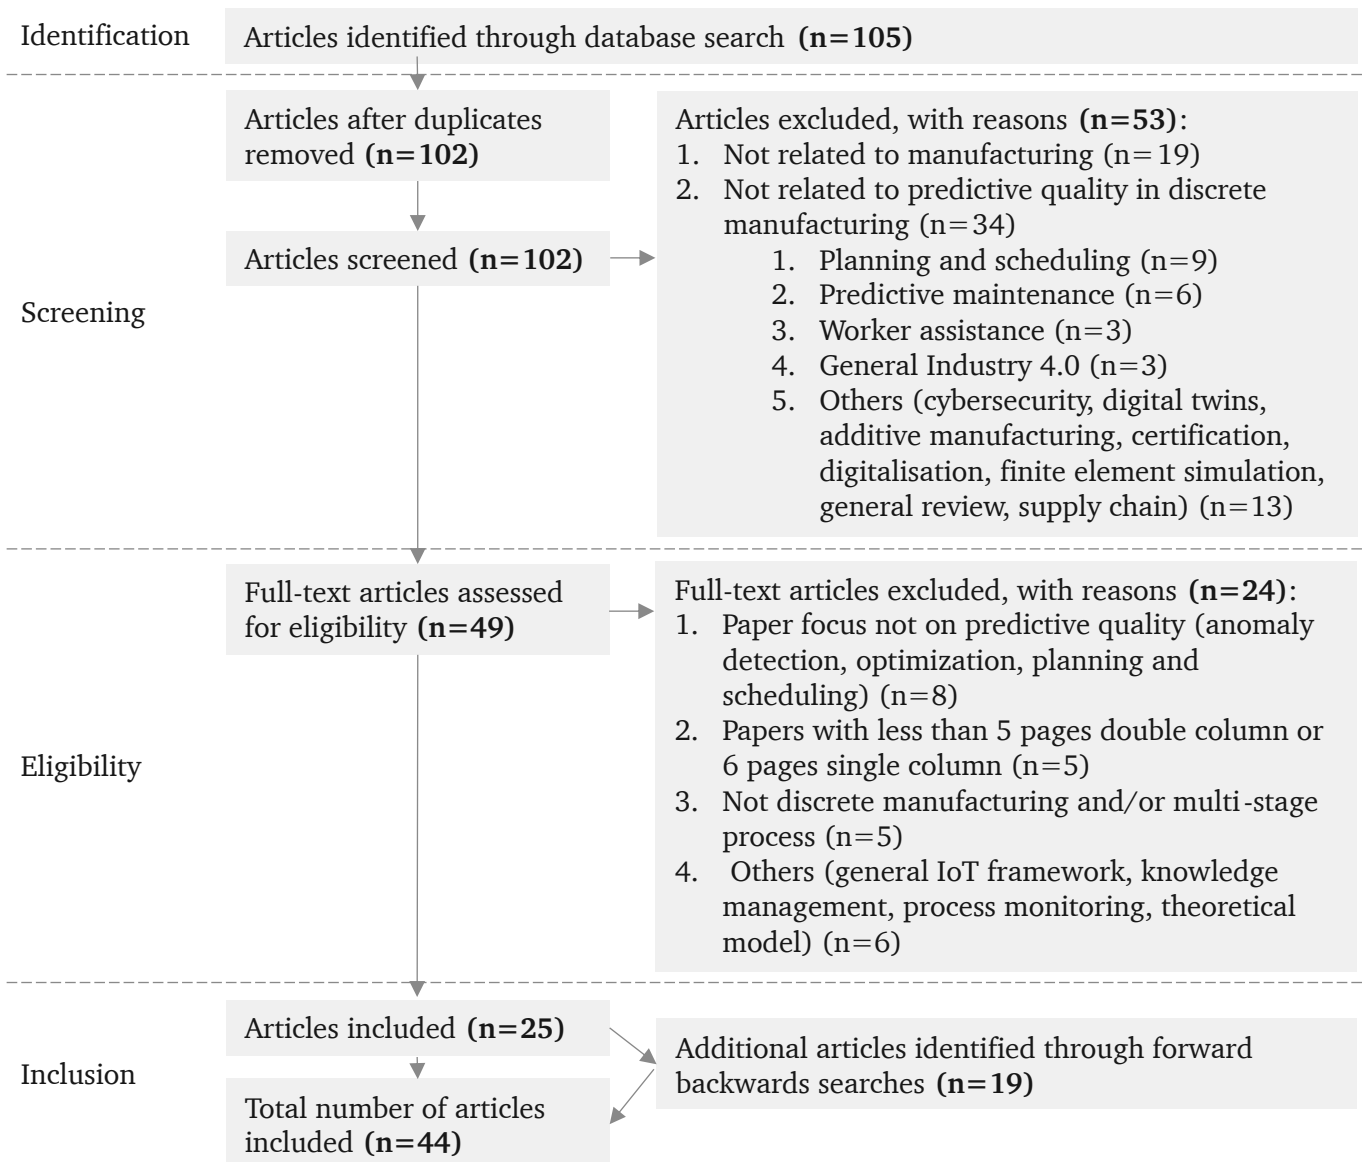 Identification
Articles identified through database search (n=105)
Screening
Articles after duplicates
removed (n=102)
Articles screened (n=102)
Articles excluded, with reasons (n=53):
1. Not related to manufacturing (n=19)
2. Not related to predictive quality in discrete
manufacturing (n=34)
1. Planning and scheduling (n=9)
2. Predictive maintenance (n=6)
3. Worker assistance (n=3)
4. General Industry 4.0 (n=3)
5. Others (cybersecurity, digital twins,
additive manufacturing, certification,
digitalisation, finite element simulation,
general review, supply chain) (n=13)
Eligibility
Full-text articles assessed
for eligibility (n=49)
Full-text articles excluded, with reasons (n=24):
1. Paper focus not on predictive quality (anomaly
detection, optimization, planning and
scheduling) (n=8)
2. Papers with less than 5 pages double column or
6 pages single column (n=5)
3. Not discrete manufacturing and/or multi-stage
process (n=5)
4. Others (general IoT framework, knowledge
management, process monitoring, theoretical
model) (n=6)
Inclusion
Articles included (n=25)
Additional articles identified through forward
backwards searches (n=19)
Total number of articles
included (n=44)